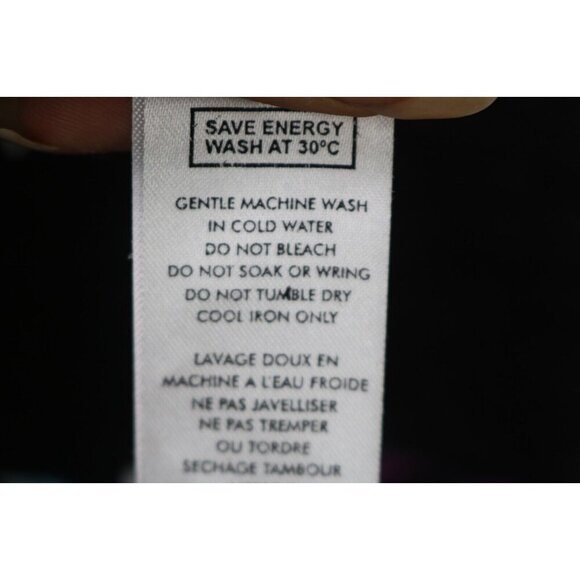 SAVE ENERGY
WASH AT 30ºC
GENTLE MACHINE WASH
IN COLD WATER
DO NOT BLEACH
DO NOT SOAK OR WRING
DO NOT TUMBLE DRY
COOL IRON ONLY
LAVAGE DOUX EN
MACHINE A L'EAU FROIDE
NE PAS JAVELLISER
NE PAS TREMPER
OU TORDRE
SECHAGE TAMBOUR